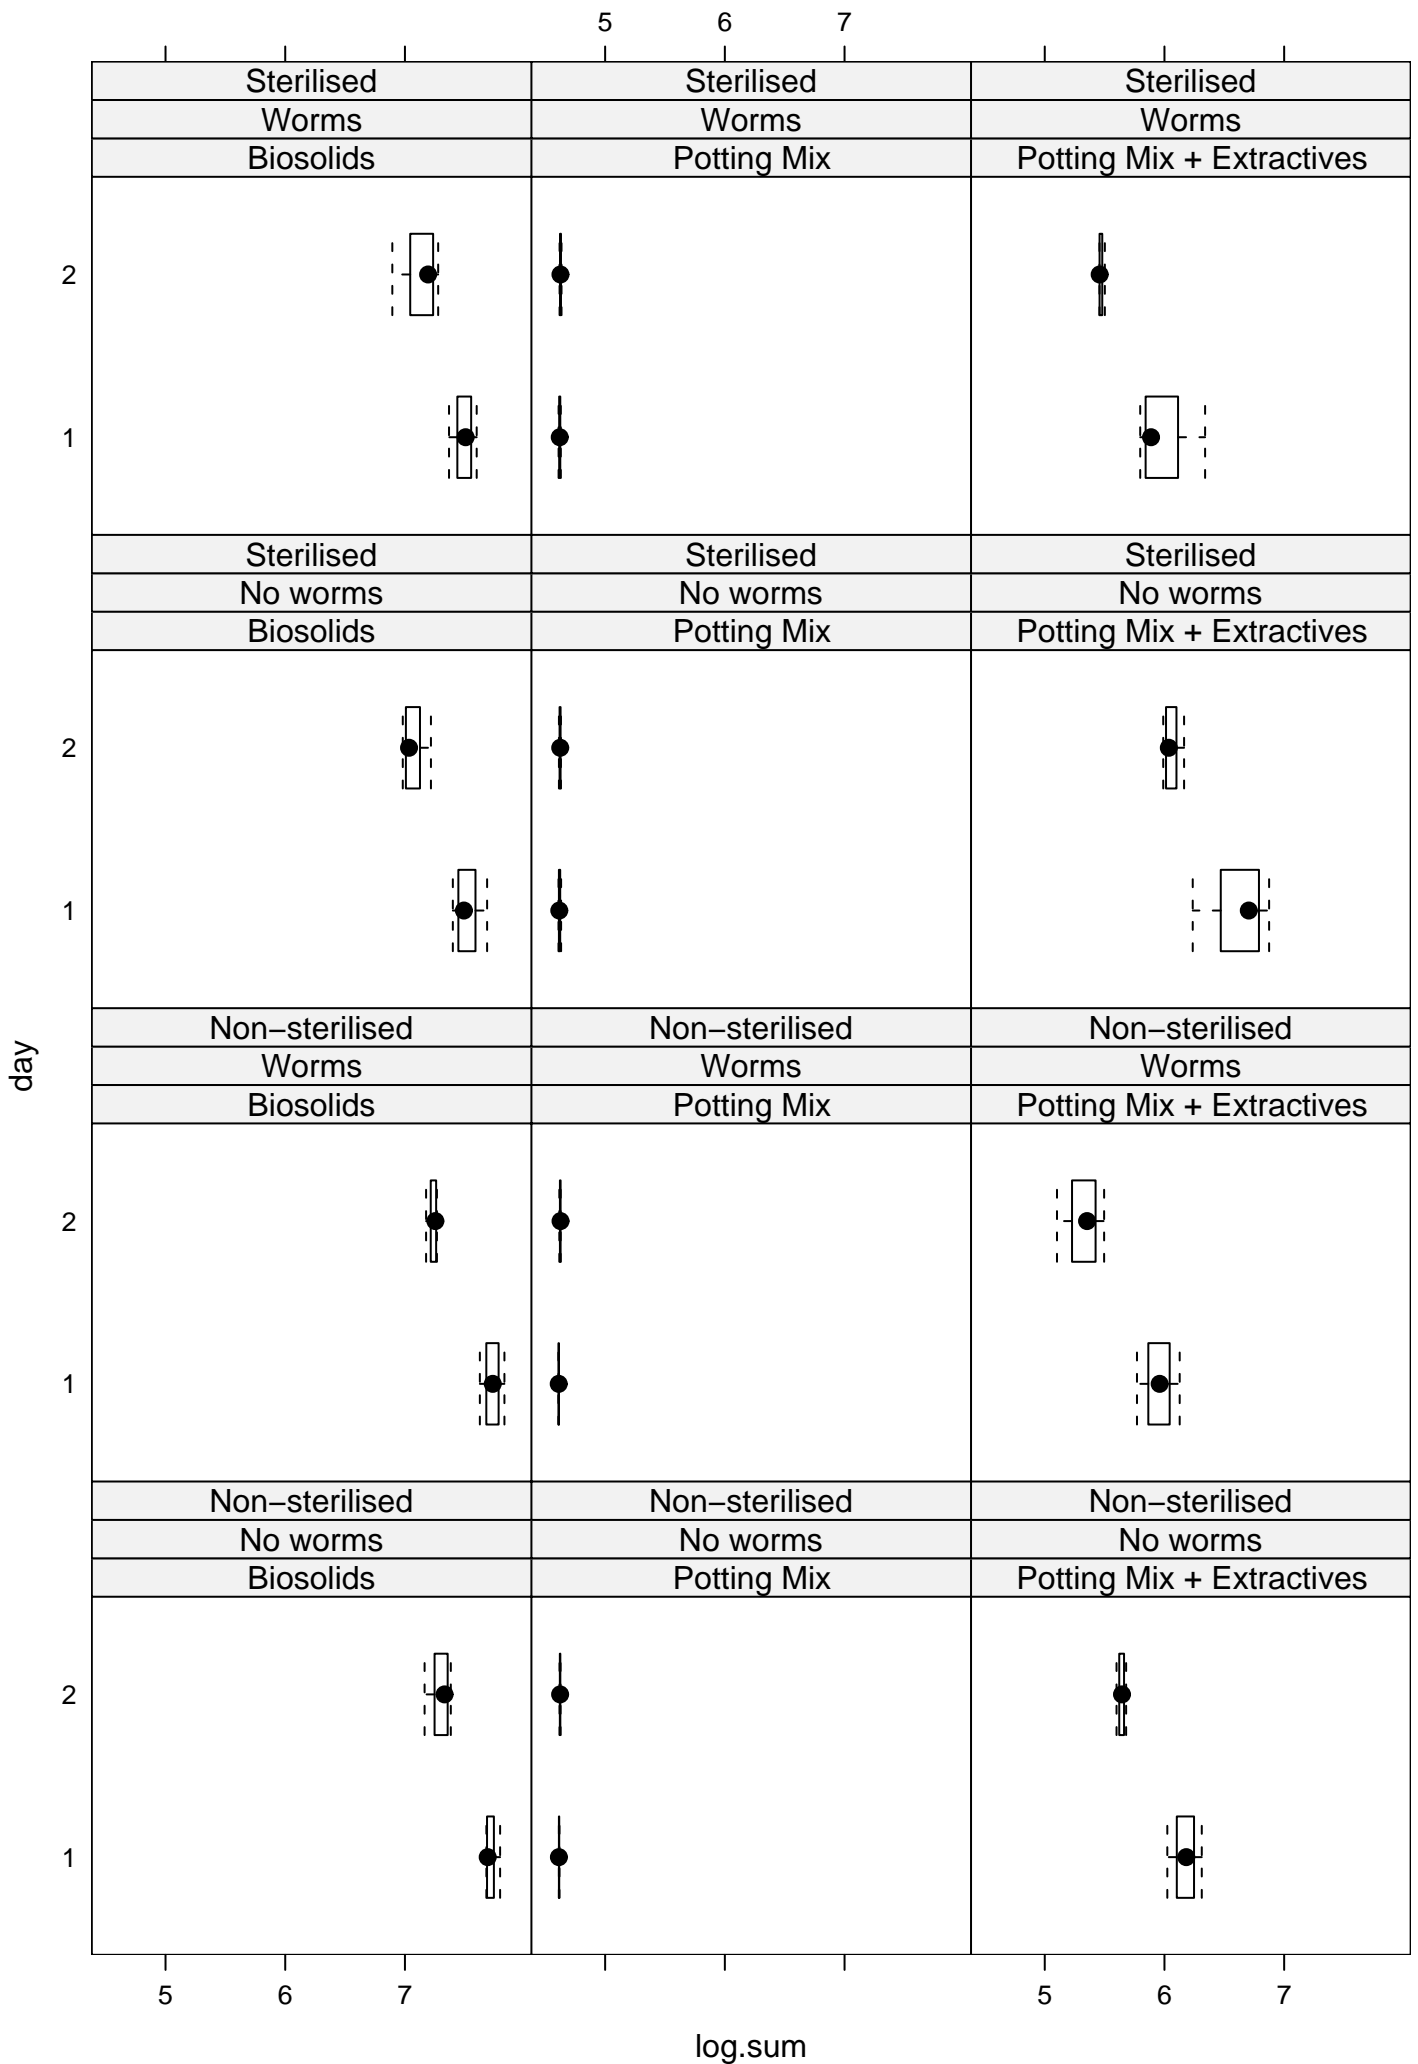 5 6 7
Sterilised Sterilised Sterilised
Worms Worms Worms
Biosolids Potting Mix Potting Mix + Extractives
2
1
Sterilised Sterilised Sterilised
No worms No worms No worms
Biosolids Potting Mix Potting Mix + Extractives
2
1
Non−sterilised Non−sterilised Non−sterilised
Worms Worms Worms
Biosolids Potting Mix Potting Mix + Extractives
day
2
1
Non−sterilised Non−sterilised Non−sterilised
No worms No worms No worms
Biosolids Potting Mix Potting Mix + Extractives
2
1
5 6 7 5 6 7
log.sum